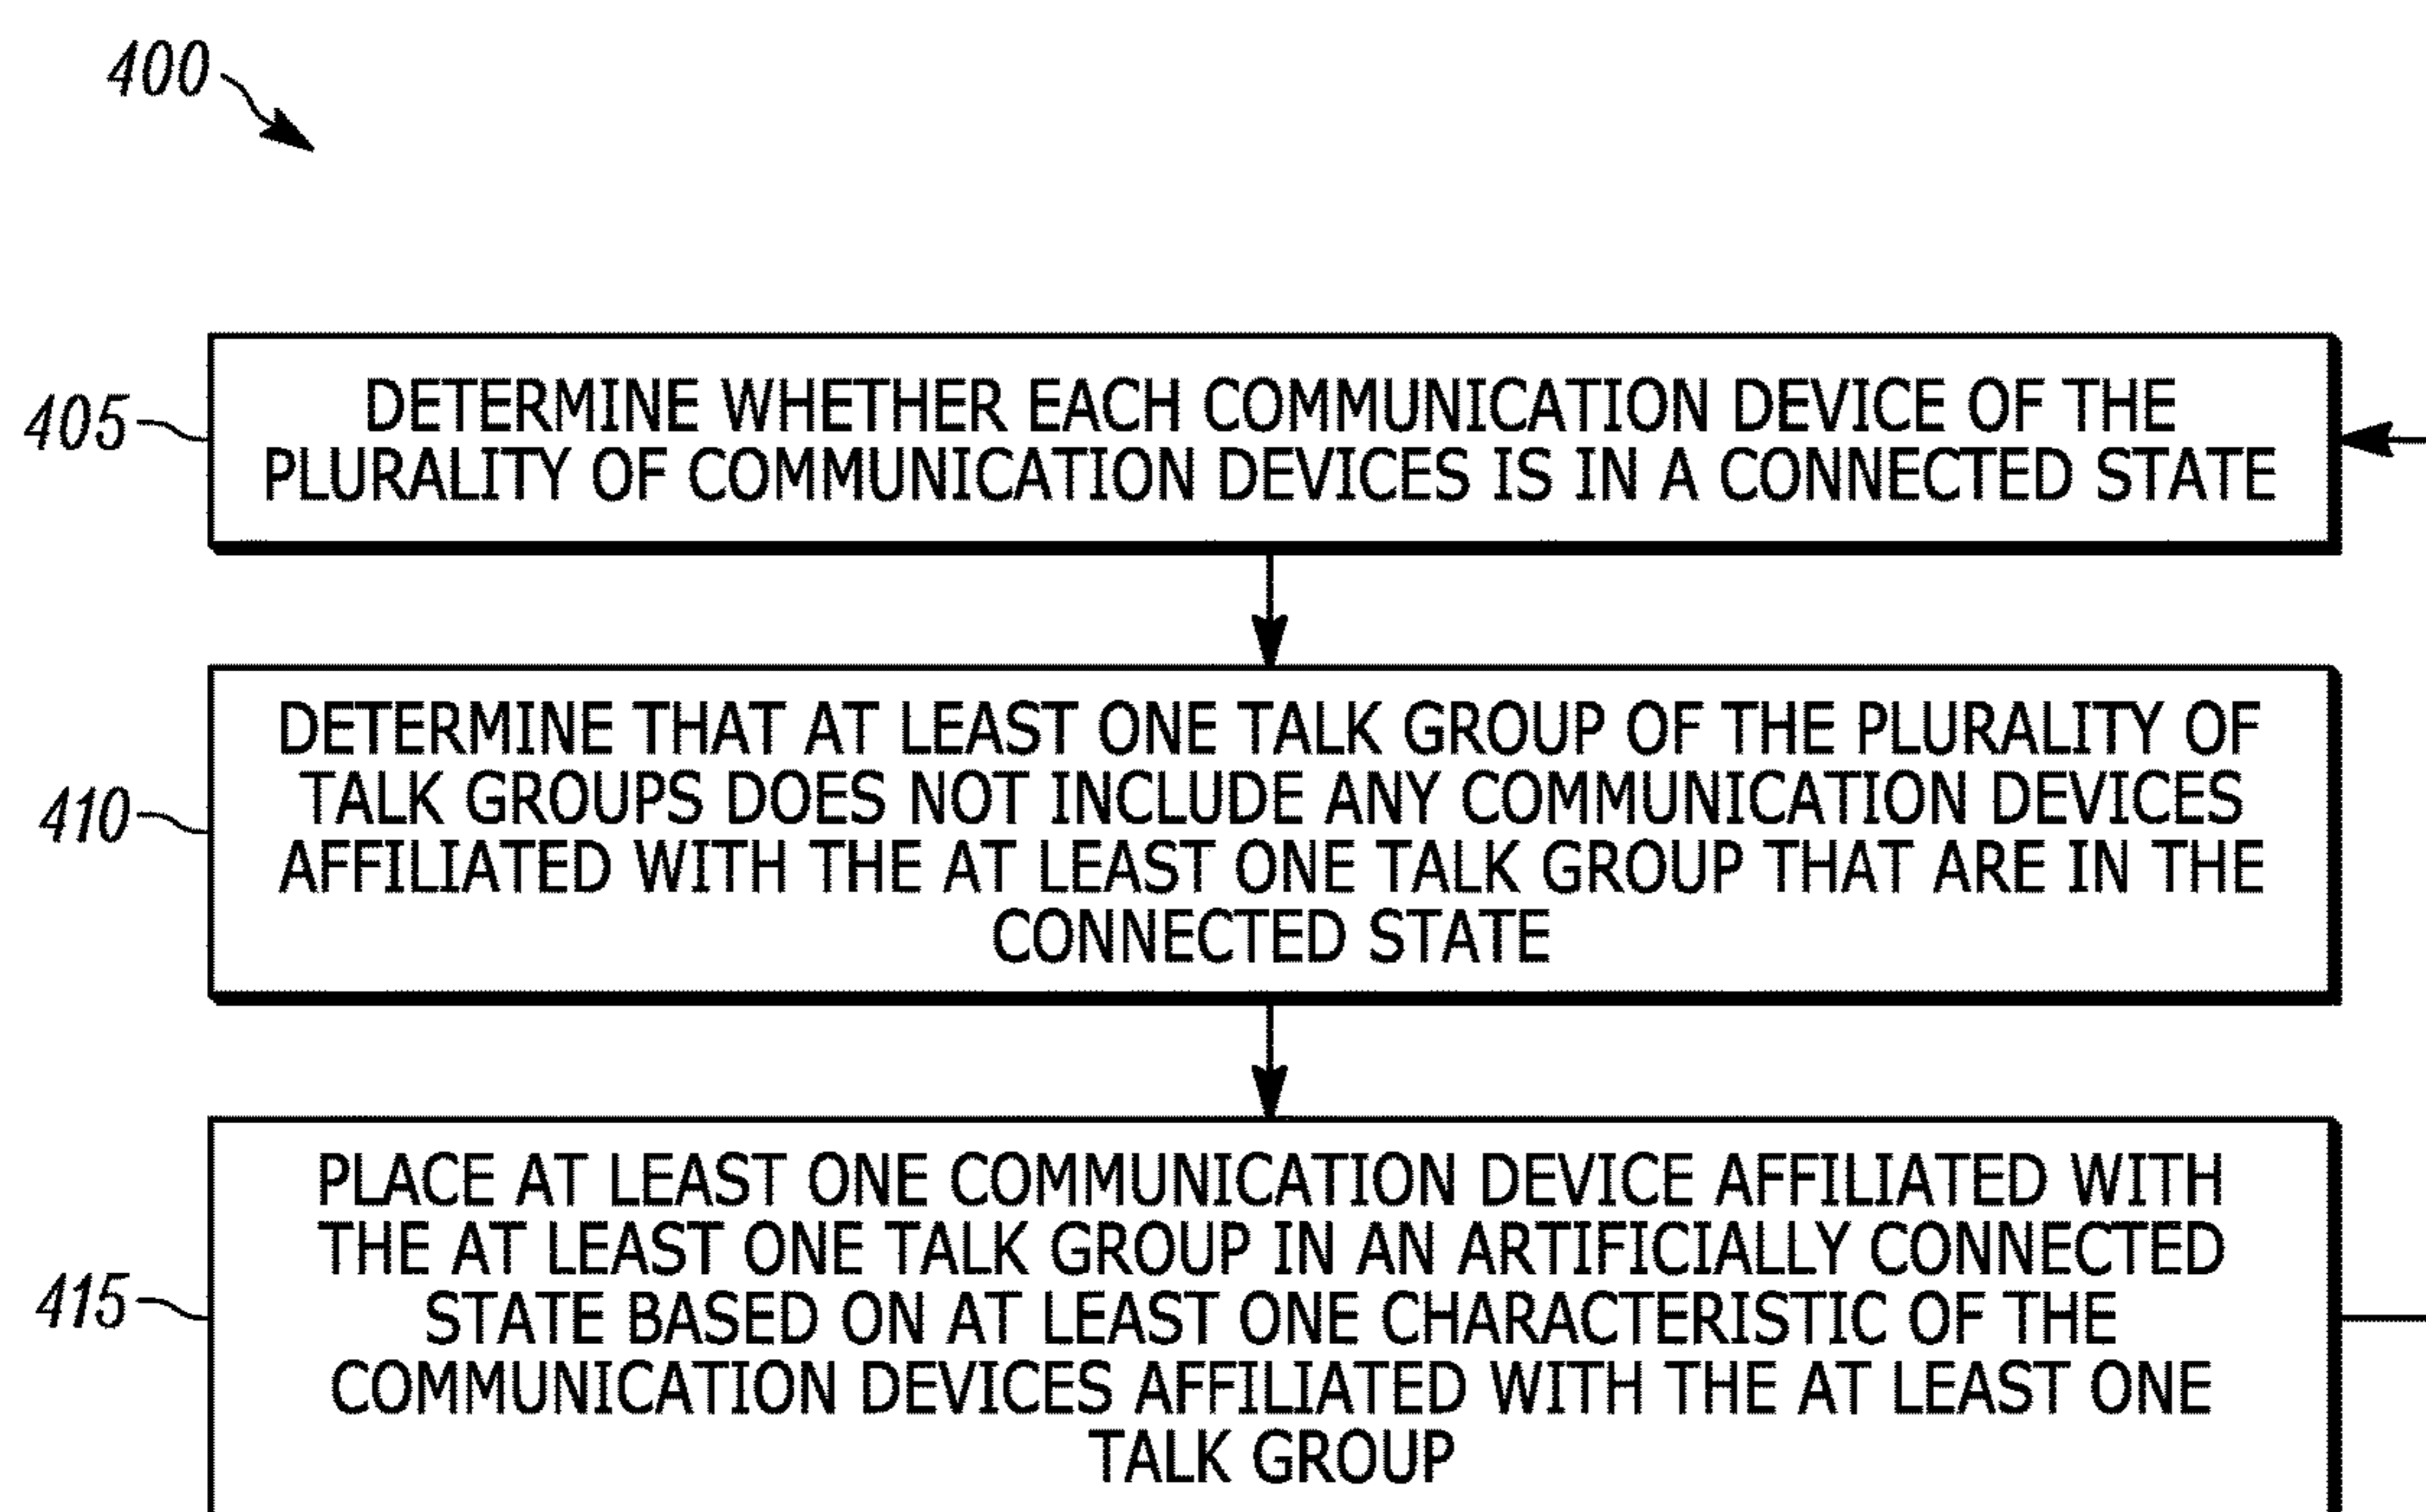 400
405
DETERMINE WHETHER EACH COMMUNICATION DEVICE OF THE
PLURALITY OF COMMUNICATION DEVICES IS IN A CONNECTED STATE
410
DETERMINE THAT AT LEAST ONE TALK GROUP OF THE PLURALITY OF
TALK GROUPS DOES NOT INCLUDE ANY COMMUNICATION DEVICES
AFFILIATED WITH THE AT LEAST ONE TALK GROUP THAT ARE IN THE
CONNECTED STATE
415
PLACE AT LEAST ONE COMMUNICATION DEVICE AFFILIATED WITH
THE AT LEAST ONE TALK GROUP IN AN ARTIFICIALLY CONNECTED
STATE BASED ON AT LEAST ONE CHARACTERISTIC OF THE
COMMUNICATION DEVICES AFFILIATED WITH THE AT LEAST ONE
TALK GROUP